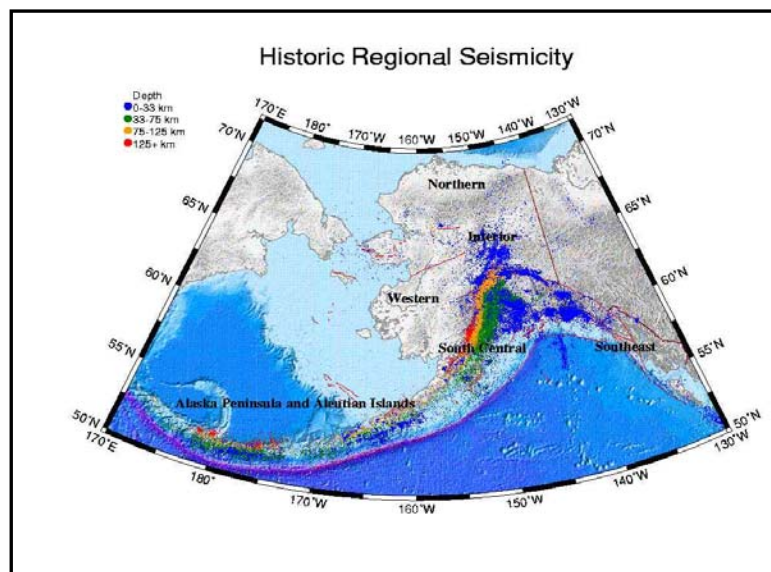 Historic Regional Seismicity
Depth
0-33 km
33-75 km
75-125 km
125+ km
170˚E
180˚
170˚W
160˚W
150˚W
140˚W
130˚W
70˚N
70˚N
65˚N
65˚N
60˚N
60˚N
55˚N
55˚N
50˚N
50˚N
Northern
Interior
Western
South Central
Southeast
Alaska Peninsula and Aleutian Islands
170˚E
180˚
170˚W
160˚W
150˚W
140˚W
130˚W